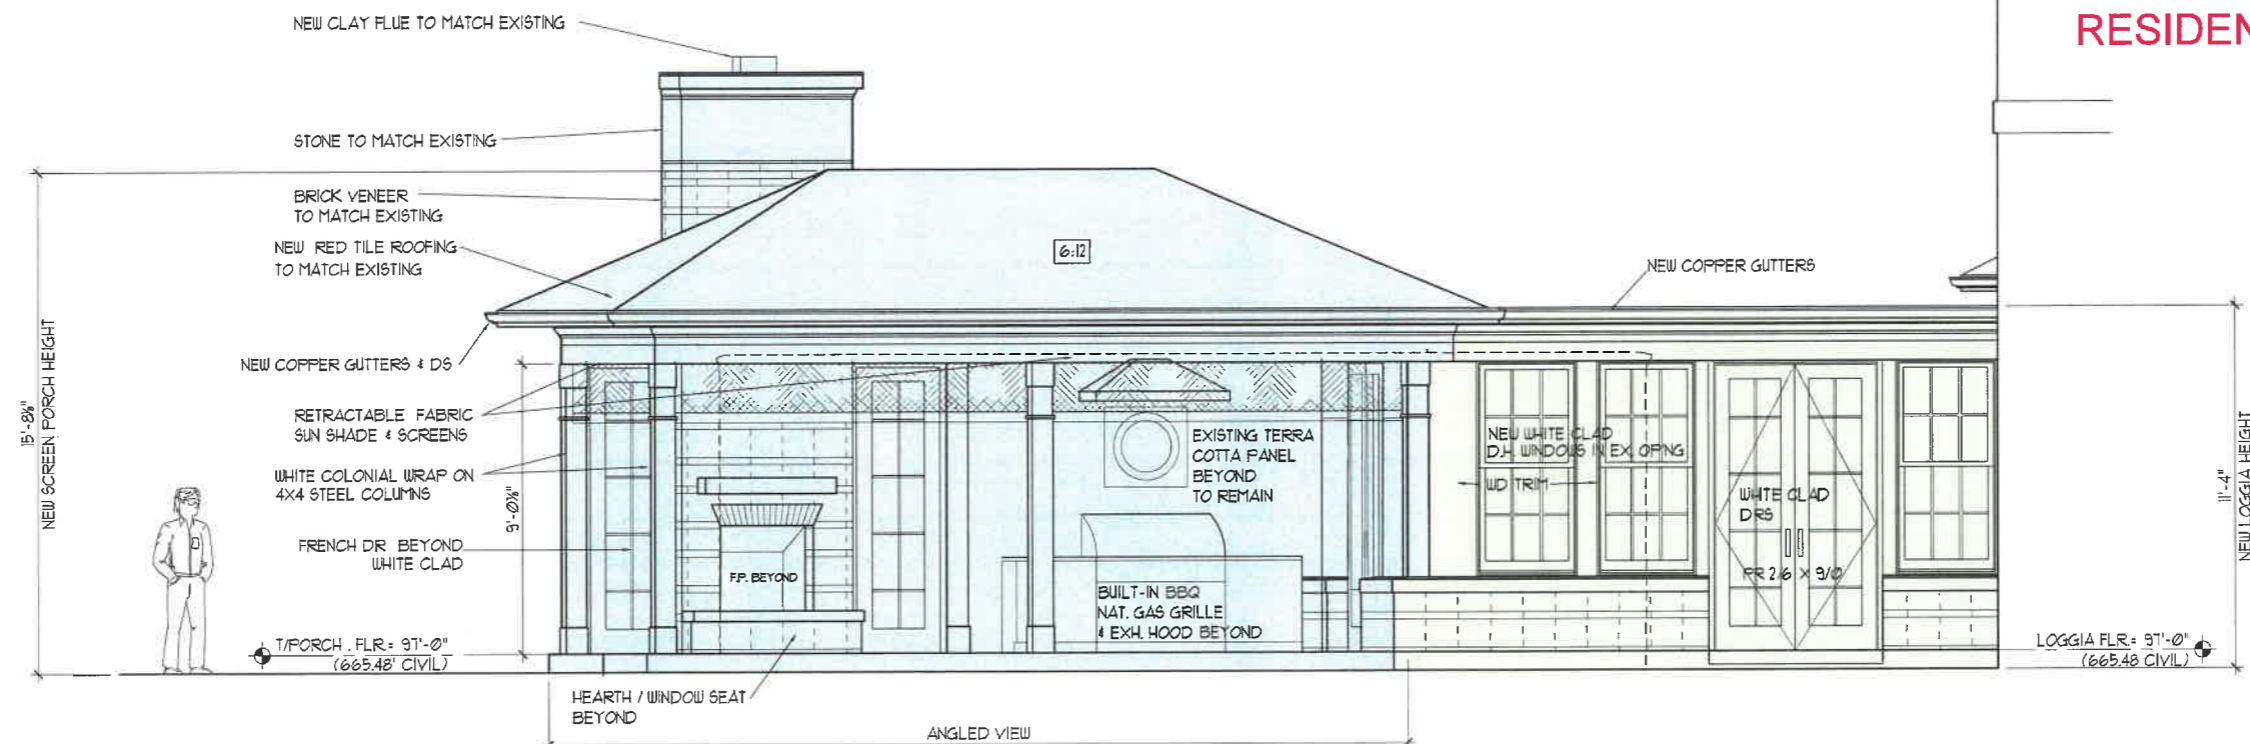 RESIDEN
NEW CLAY FLUE TO MATCH EXISTING
STONE TO MATCH EXISTING
BRICK VENEER
TO MATCH EXISTING
NEW RED TILE ROOFING
TO MATCH EXISTING
6:12
NEW COPPER GUTTERS
NEW COPPER GUTTERS & DS
RETRACTABLE FABRIC
SUN SHADE & SCREENS
WHITE COLONIAL WRAP ON
4X4 STEEL COLUMNS
FRENCH DR BEYOND
WHITE CLAD
NEW SCREEN PORCH HEIGHT
9'-0⅛"
F.P. BEYOND
EXISTING TERRA
COTTA PANEL
BEYOND
TO REMAIN
BUILT-IN BBQ
NAT. GAS GRILLE
& EXH. HOOD BEYOND
NEW WHITE CLAD
D.H. WINDOWS IN EX. OP'NG
WD TRIM
WHITE CLAD
DRS
PR 2/6 X 9/0
11'-4"
NEW LOGGIA HEIGHT
T/PORCH FLR.= 97'-0"
(665.48' CIVIL)
LOGGIA FLR.= 97'-0"
(665.48 CIVIL)
HEARTH / WINDOW SEAT
BEYOND
ANGLED VIEW